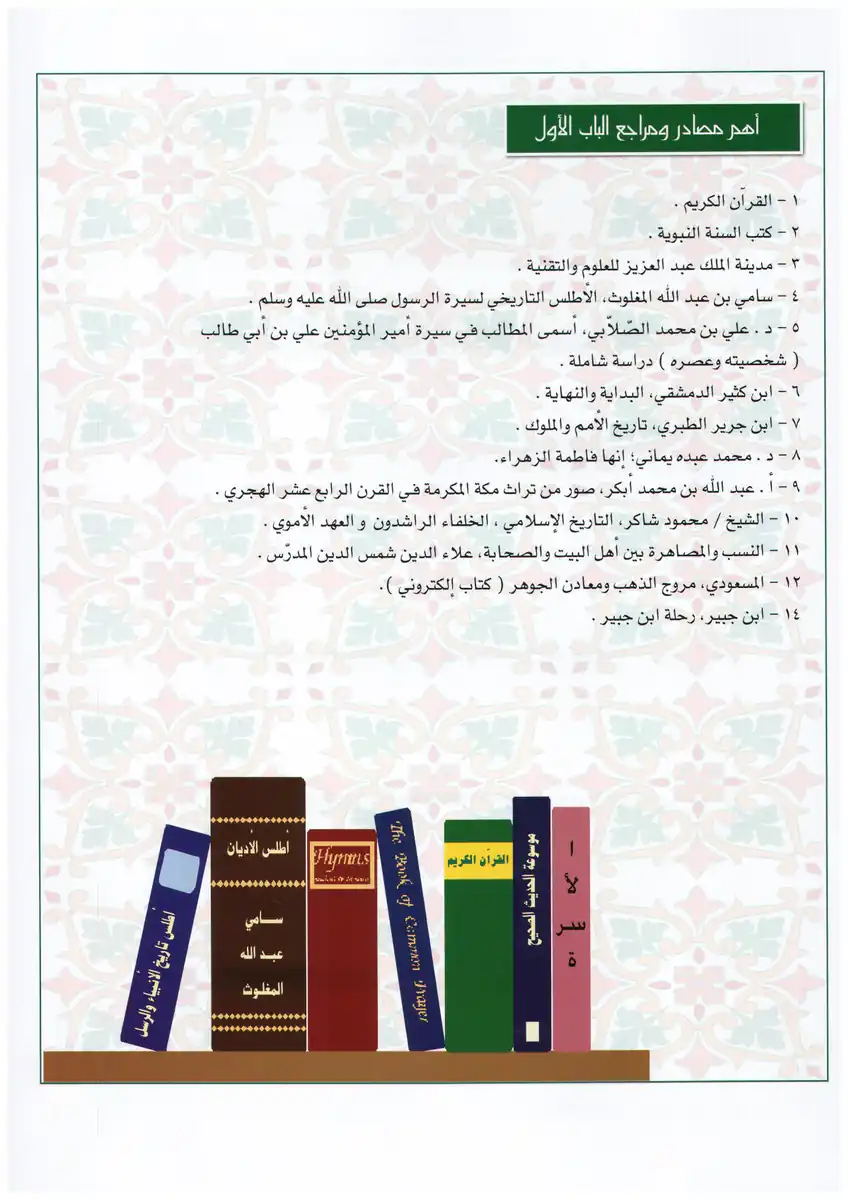 أهم مصادر ومراجع الباب الأول
١ - القرآن الكريم .
٢ - كتب السنة النبوية .
٣ - مدينة الملك عبد العزيز للعلوم والتقنية .
٤ - سامي بن عبد الله المغلوث، الأطلس التاريخي لسيرة الرسول صلى الله عليه وسلم .
٥ - د . علي بن محمد الصّلاّبي، أسمى المطالب في سيرة أمير المؤمنين علي بن أبي طالب
( شخصيته وعصره ) دراسة شاملة .
٦ - ابن كثير الدمشقي، البداية والنهاية .
٧ - ابن جرير الطبري، تاريخ الأمم والملوك .
٨ - د . محمد عبده يماني؛ إنها فاطمة الزهراء.
٩ - أ . عبد الله بن محمد أبكر، صور من تراث مكة المكرمة في القرن الرابع عشر الهجري .
١٠ - الشيخ / محمود شاكر، التاريخ الإسلامي ، الخلفاء الراشدون و العهد الأموي .
١١ - النسب والمصاهرة بين أهل البيت والصحابة، علاء الدين شمس الدين المدرّس .
١٢ - المسعودي، مروج الذهب ومعادن الجوهر ( كتاب إلكتروني ).
١٤ - ابن جبير، رحلة ابن جبير .
الأسرة
موسوعة الحديث الصحيح
القرآن الكريم
The Book of Common Prayer
Hymns
أطلس الأديان
سامي
عبد الله
المغلوث
أطلس تاريخ الأنبياء والرسل